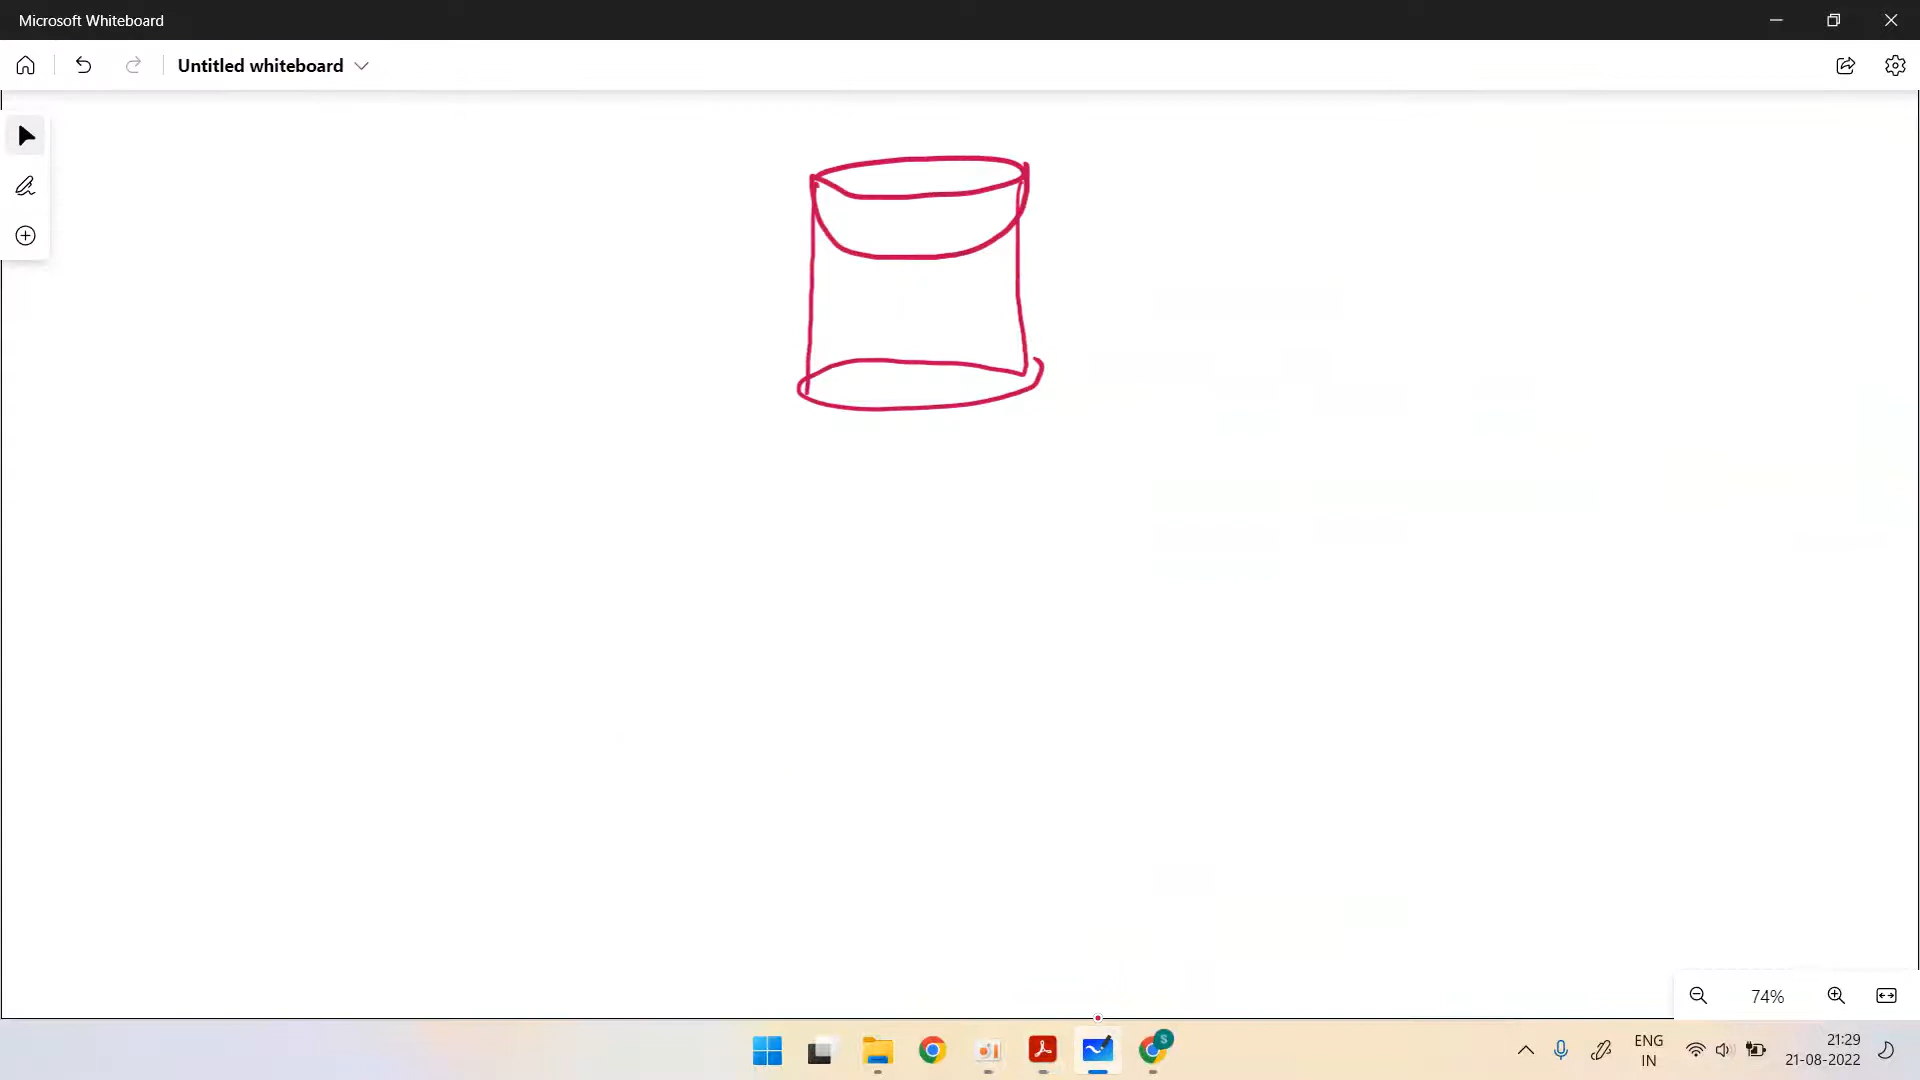 Microsoft Whiteboard
Untitled whiteboard
74%
S
ENG
IN
21:29
21-08-2022